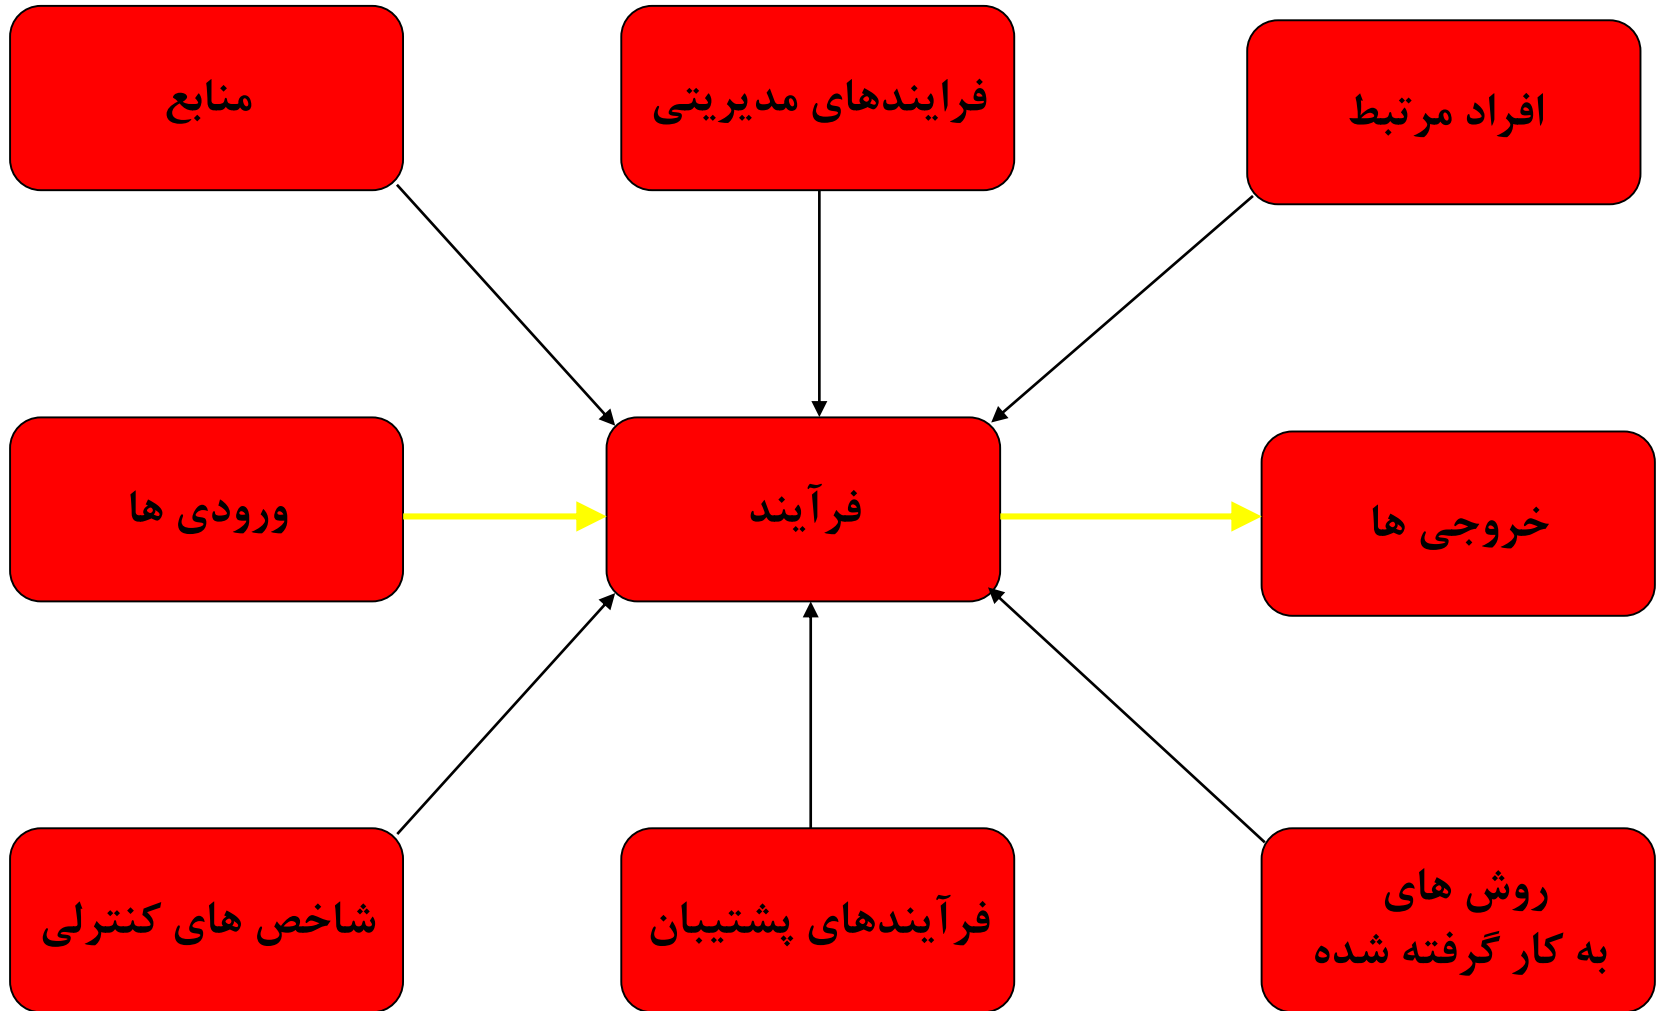 افراد مرتبط
فرایندهای مدیریتی
منابع
خروجی ها
فرآیند
ورودی ها
روش های
به کار گرفته شده
فرآیندهای پشتیبان
شاخص های کنترلی